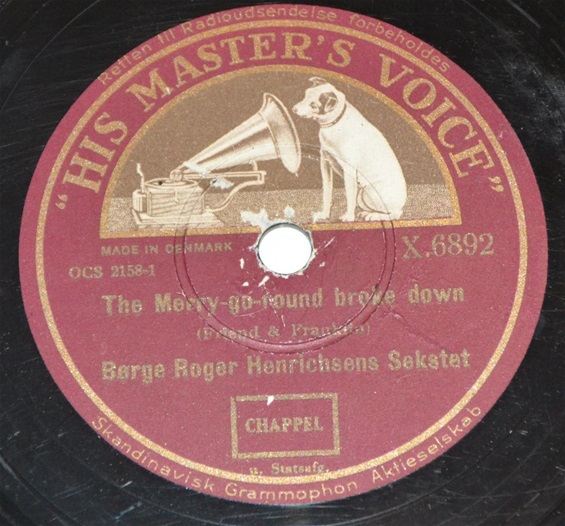 Retten til Radioudsendelse forbeholdes
"HIS MASTER'S VOICE"
MADE IN DENMARK
X.6892
OCS 2158-1
The Merry-go-round broke down
(Friend & Franklin)
Børge Roger Henrichsens Sekstet
CHAPPEL
u. Statsafg.
Skandinavisk Grammophon Aktieselskab